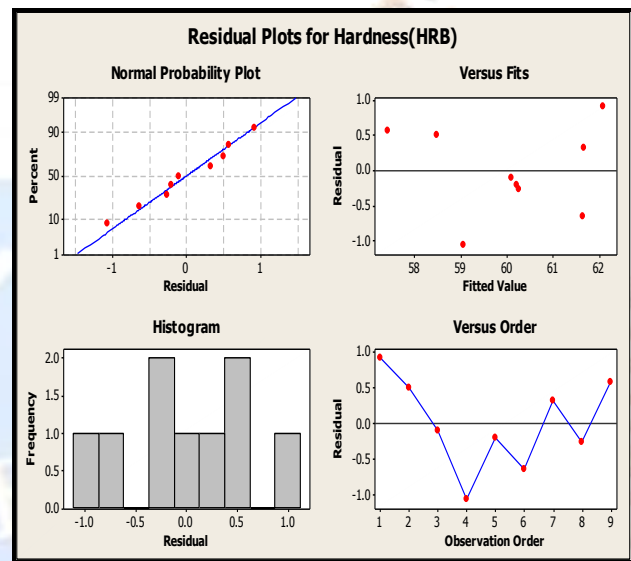 Residual Plots for Hardness(HRB)
Normal Probability Plot
99
90
50
10
1
Percent
-1 0 1
Residual
Versus Fits
1.0
0.5
0.0
-0.5
-1.0
Residual
58 59 60 61 62
Fitted Value
Histogram
2.0
1.5
1.0
0.5
0.0
Frequency
-1.0 -0.5 0.0 0.5 1.0
Residual
Versus Order
1.0
0.5
0.0
-0.5
-1.0
Residual
1 2 3 4 5 6 7 8 9
Observation Order